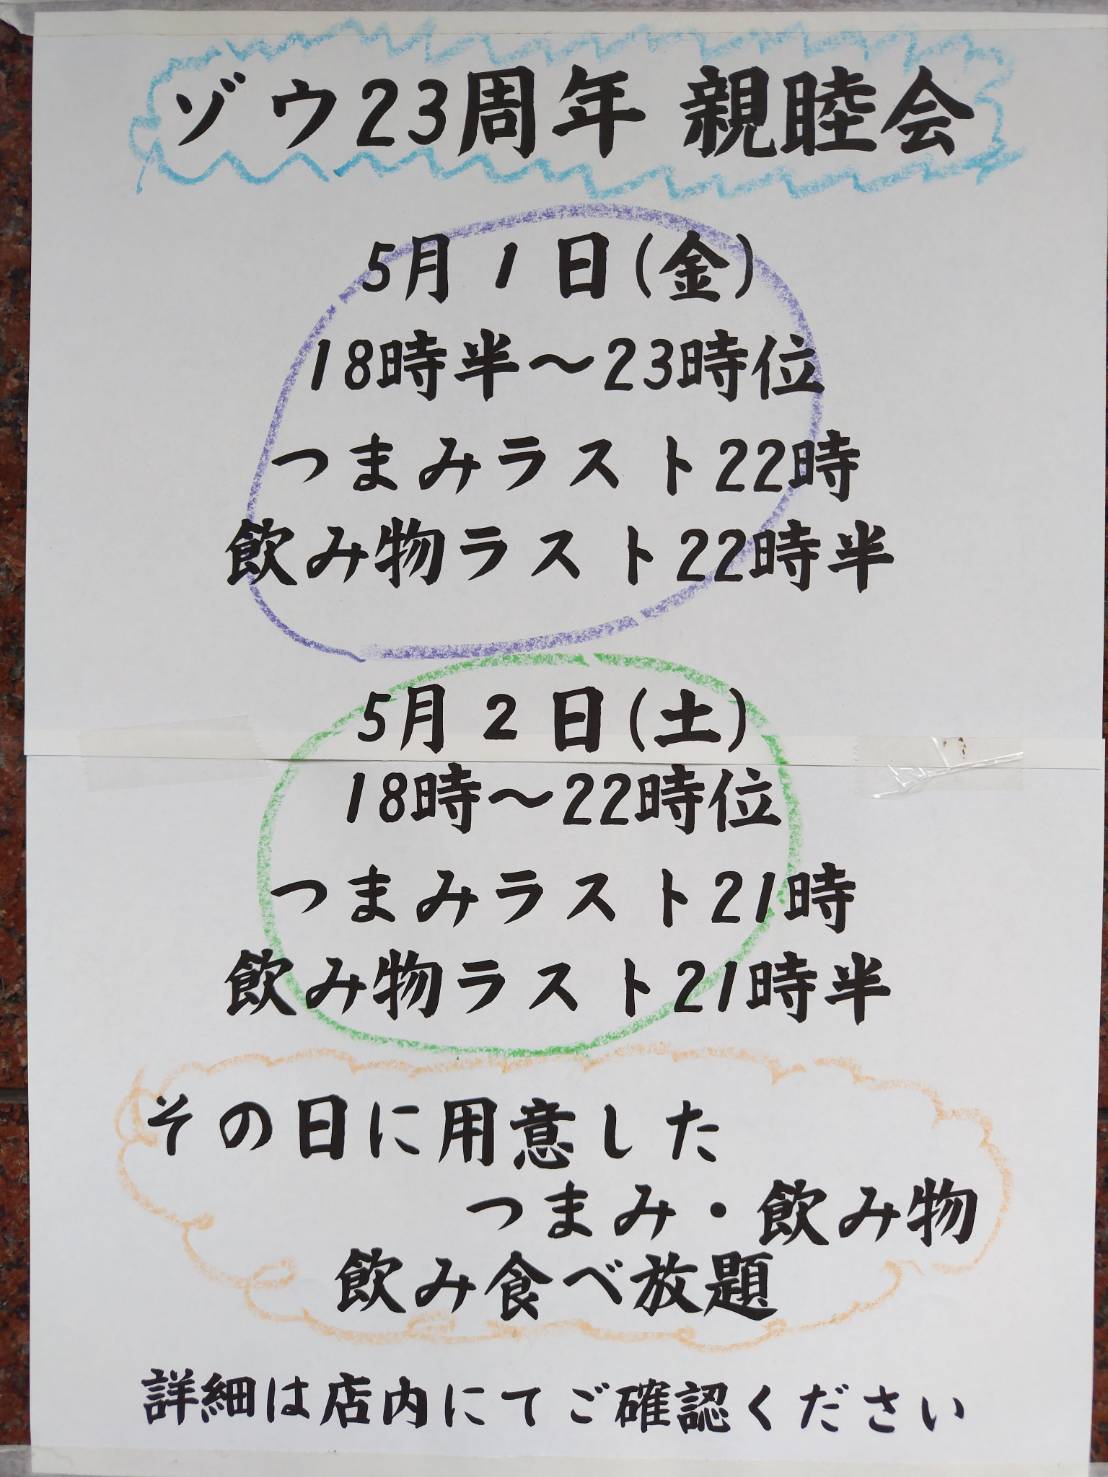 ゾウ23周年 親睦会
5月１日(金)
18時半～23時位
つまみラスト22時
飲み物ラスト22時半
5月２日(土)
18時～22時位
つまみラスト21時
飲み物ラスト21時半
その日に用意した
つまみ・飲み物
飲み食べ放題
詳細は店内にてご確認ください